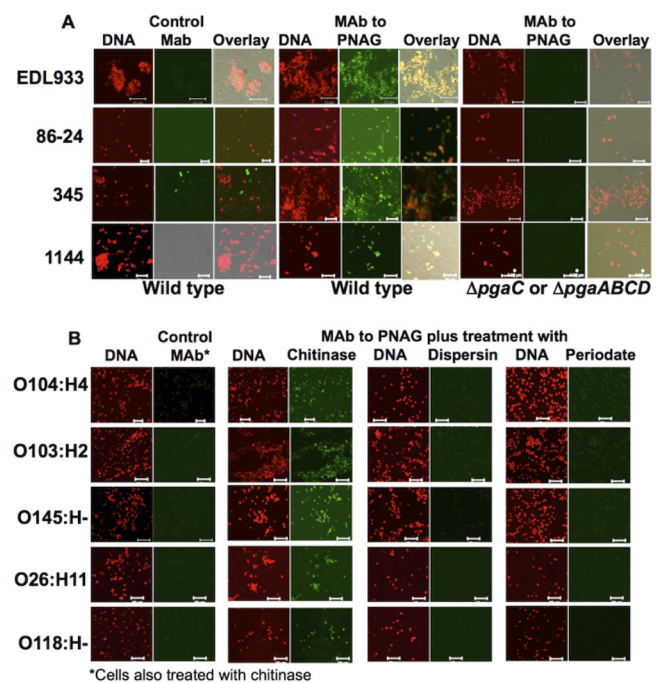 A
Control MAb to MAb to
DNA Mab Overlay DNA PNAG Overlay DNA PNAG Overlay
EDL933
86-24
345
1144
Wild type Wild type ΔpgaC or ΔpgaABCD
B
Control MAb to PNAG plus treatment with
DNA MAb* DNA Chitinase DNA Dispersin DNA Periodate
O104:H4
O103:H2
O145:H-
O26:H11
O118:H-
*Cells also treated with chitinase